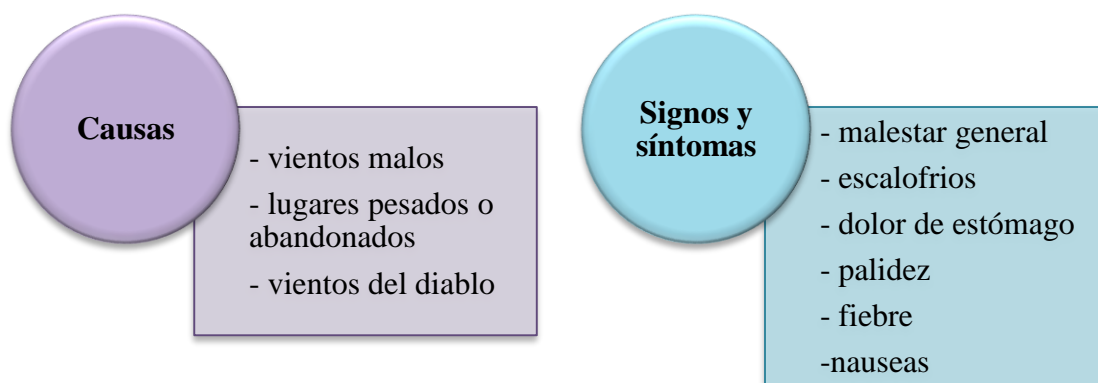 Causas
- vientos malos
- lugares pesados o
abandonados
- vientos del diablo
Signos y
síntomas
- malestar general
- escalofrios
- dolor de estómago
- palidez
- fiebre
-nauseas